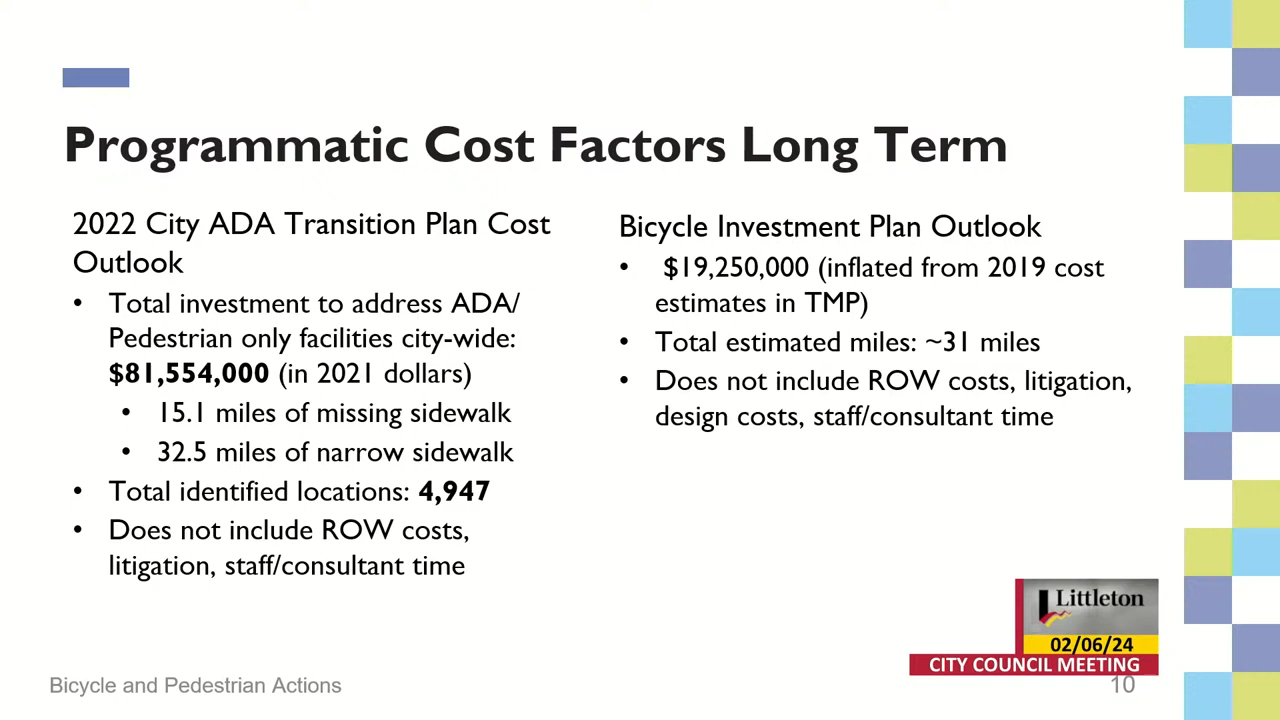 Programmatic Cost Factors Long Term
2022 City ADA Transition Plan Cost
Outlook
• Total investment to address ADA/
Pedestrian only facilities city-wide:
$81,554,000 (in 2021 dollars)
• 15.1 miles of missing sidewalk
• 32.5 miles of narrow sidewalk
• Total identified locations: 4,947
• Does not include ROW costs,
litigation, staff/consultant time
Bicycle Investment Plan Outlook
• $19,250,000 (inflated from 2019 cost
estimates in TMP)
• Total estimated miles: ~31 miles
• Does not include ROW costs, litigation,
design costs, staff/consultant time
Littleton
02/06/24
CITY COUNCIL MEETING
Bicycle and Pedestrian Actions
10